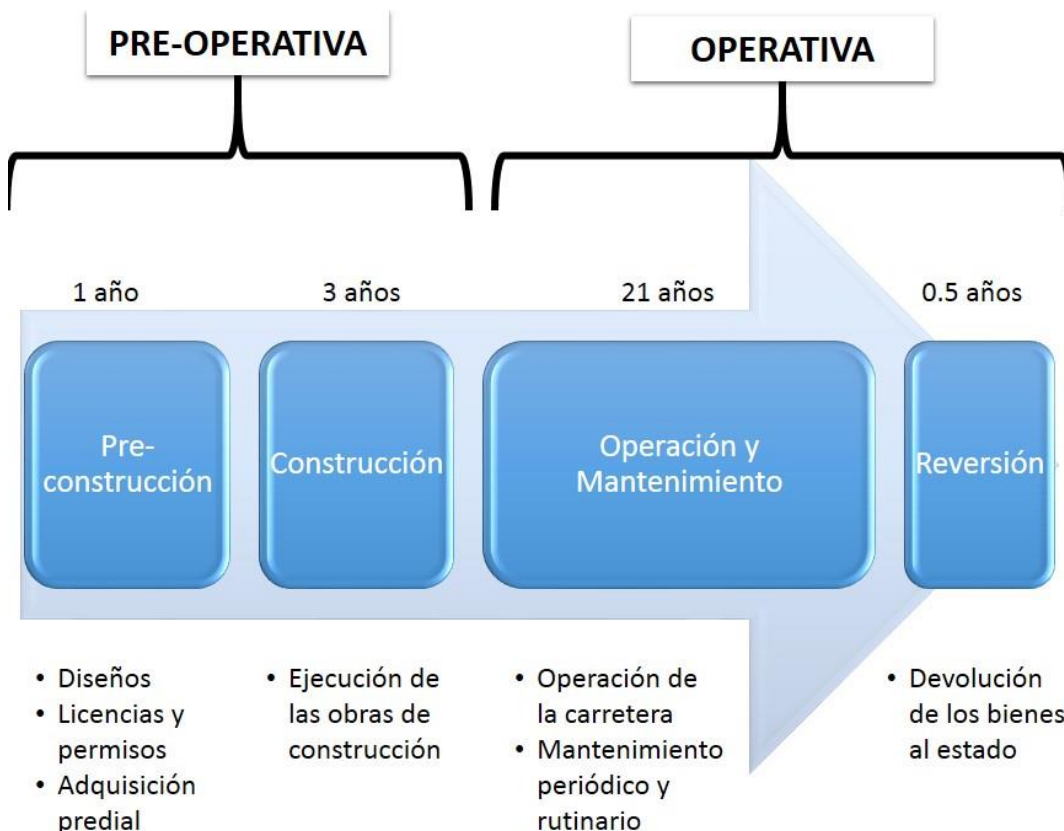 PRE-OPERATIVA
OPERATIVA
1 año
3 años
21 años
0.5 años
Pre-
construcción
Construcción
Operación y
Mantenimiento
Reversión
• Diseños
• Licencias y
permisos
• Adquisición
predial
• Ejecución de
las obras de
construcción
• Operación de
la carretera
• Mantenimiento
periódico y
rutinario
• Devolución
de los bienes
al estado